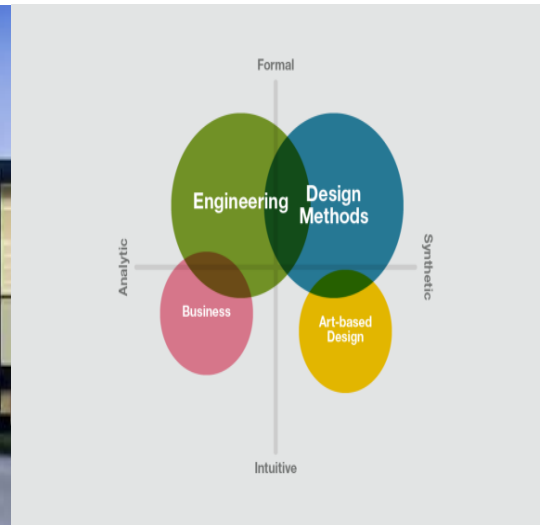 Formal
Engineering
Design
Methods
Analytic
Synthetic
Business
Art-based
Design
Intuitive